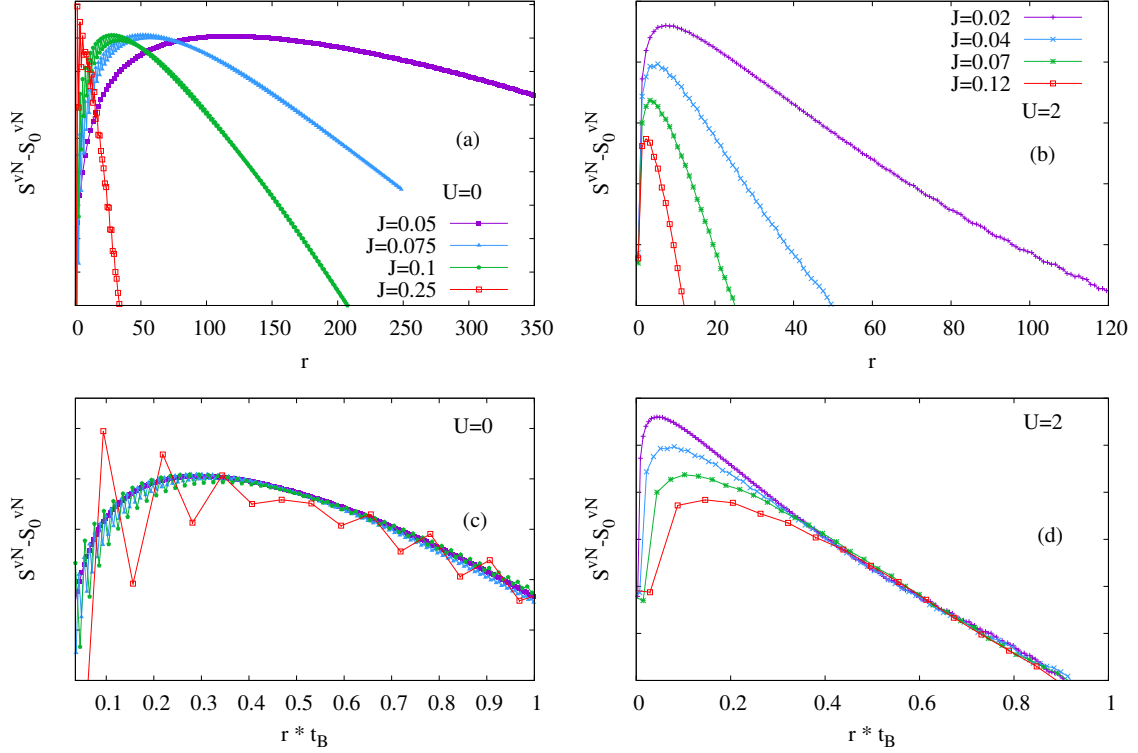 S^vN-S_0^vN
(a)
U=0
J=0.05
J=0.075
J=0.1
J=0.25
0 50 100 150 200 250 300 350
r
S^vN-S_0^vN
J=0.02
J=0.04
J=0.07
J=0.12
U=2
(b)
0 20 40 60 80 100 120
r
S^vN-S_0^vN
U=0
(c)
0.1 0.2 0.3 0.4 0.5 0.6 0.7 0.8 0.9 1
r * t_B
S^vN-S_0^vN
U=2
(d)
0 0.2 0.4 0.6 0.8 1
r * t_B